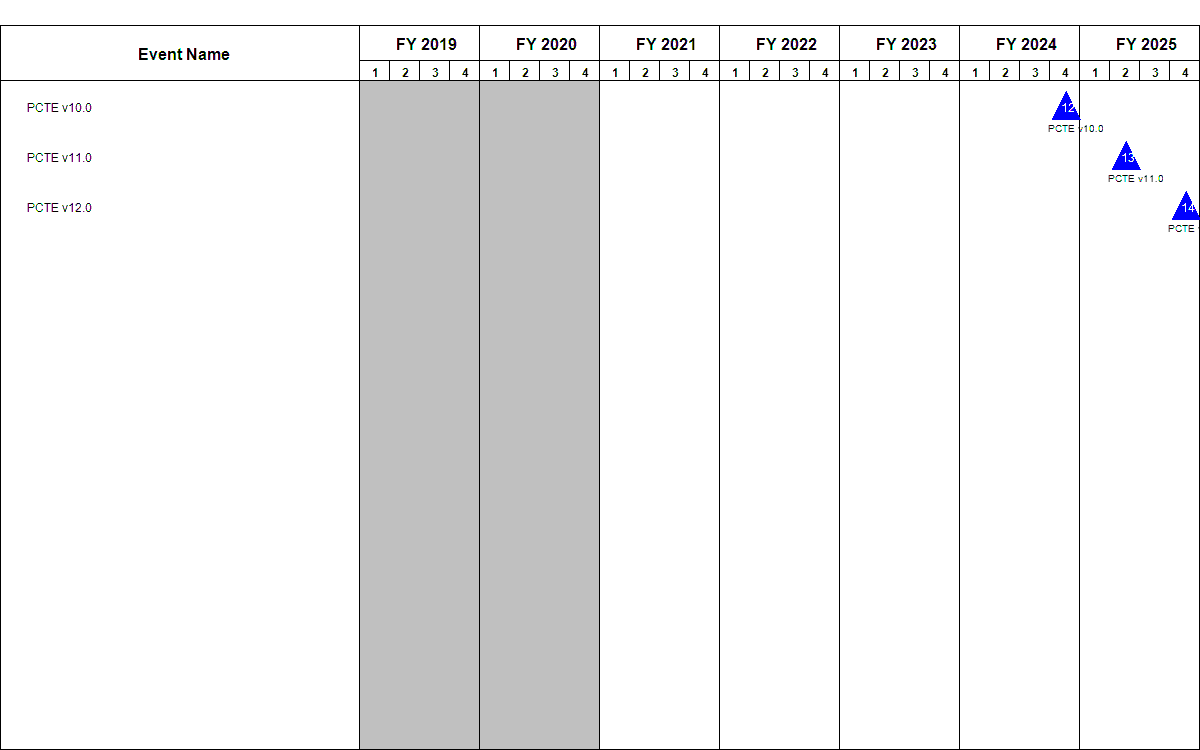 Event Name FY 2019 FY 2020 FY 2021 FY 2022 FY 2023 FY 2024 FY 2025
1 2 3 4 1 2 3 4 1 2 3 4 1 2 3 4 1 2 3 4 1 2 3 4 1 2 3 4
PCTE v10.0 12
PCTE v10.0
PCTE v11.0 13
PCTE v11.0
PCTE v12.0 14
PCTE